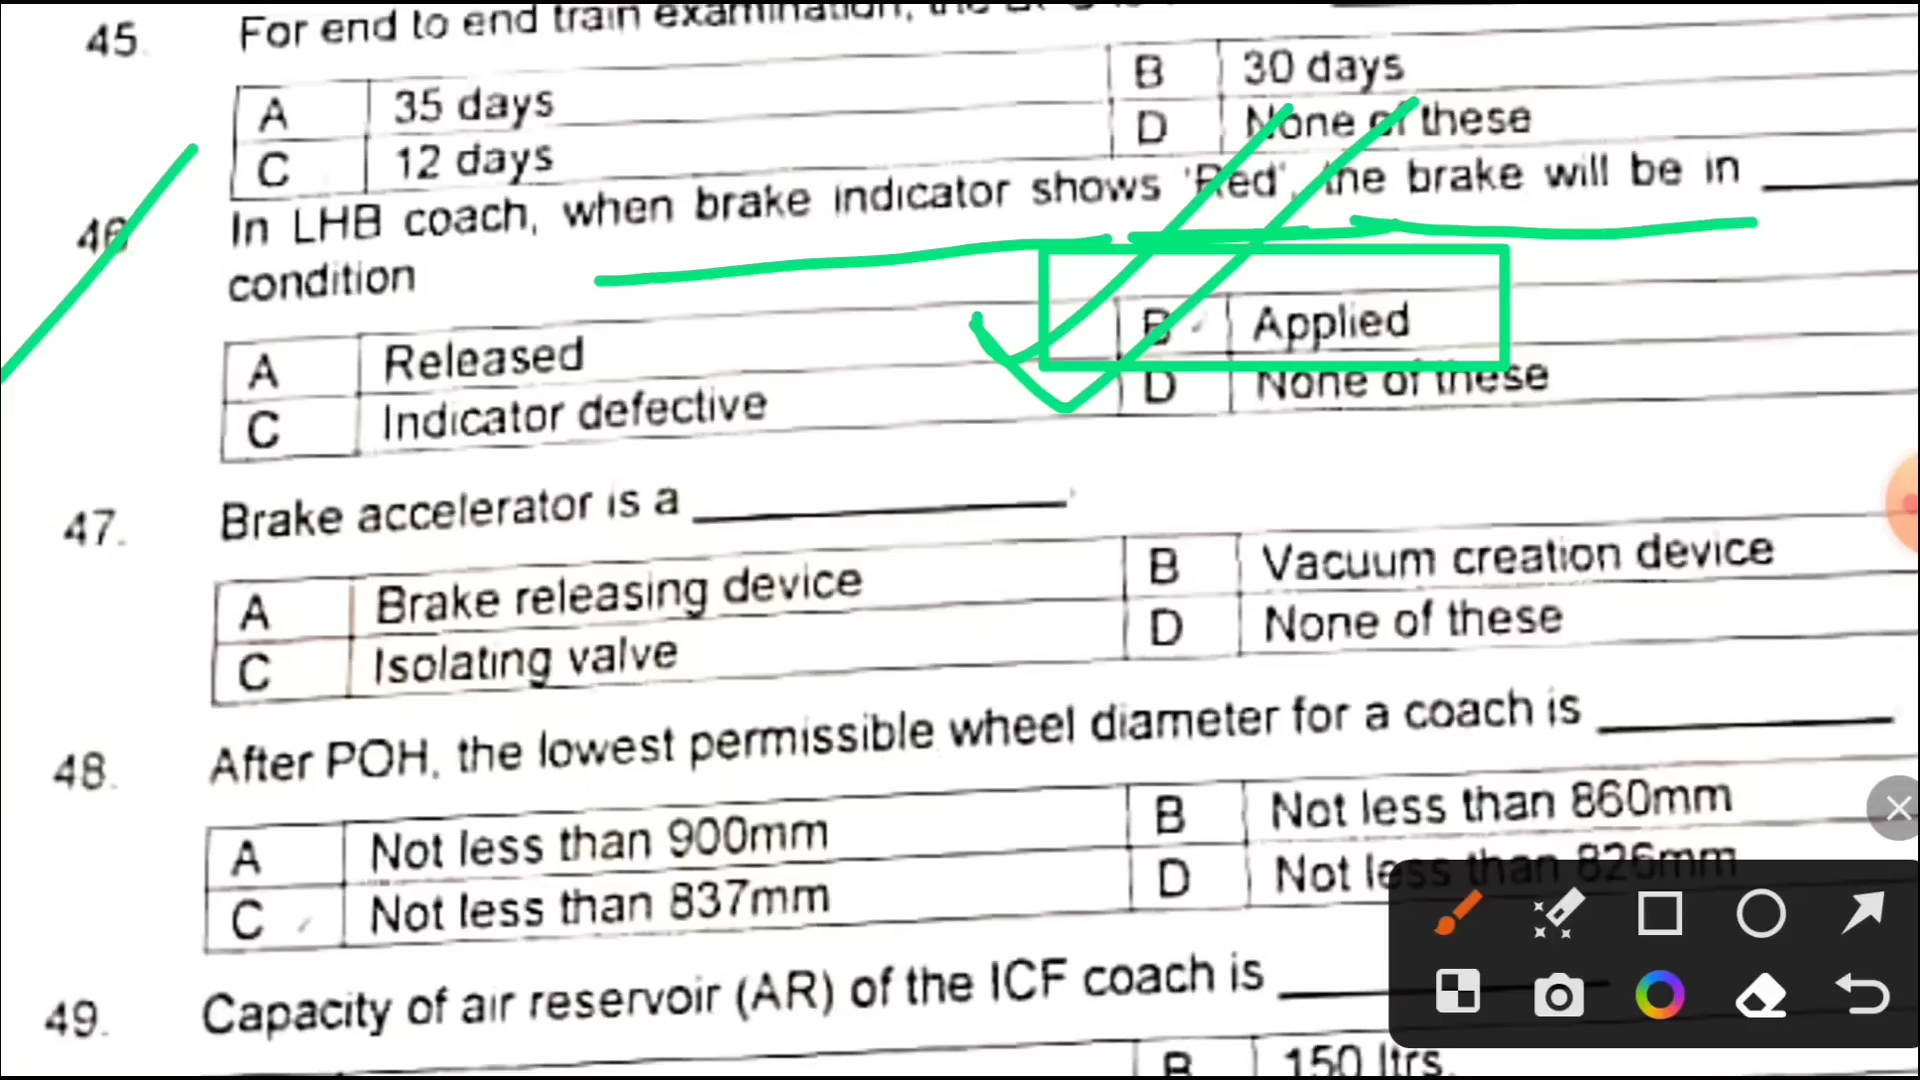 45. For end to end train examination, the
A 35 days B 30 days
C 12 days D None of these
46. In LHB coach, when brake indicator shows 'Red', the brake will be in
condition
A Released B Applied
C Indicator defective D None of these
47. Brake accelerator is a
A Brake releasing device B Vacuum creation device
C Isolating valve D None of these
48. After POH, the lowest permissible wheel diameter for a coach is
A Not less than 900mm B Not less than 860mm
C Not less than 837mm D Not less than 826mm
49. Capacity of air reservoir (AR) of the ICF coach is
B 150 ltrs.